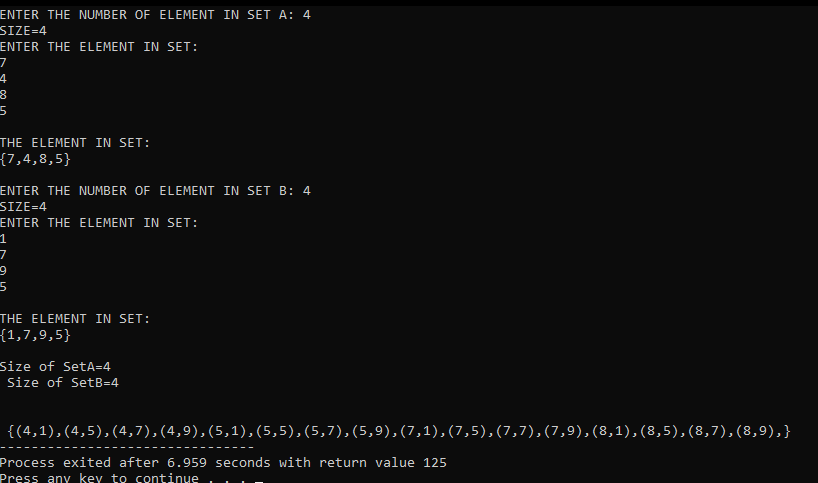 ENTER THE NUMBER OF ELEMENT IN SET A: 4
SIZE=4
ENTER THE ELEMENT IN SET:
7
4
8
5
THE ELEMENT IN SET:
{7,4,8,5}
ENTER THE NUMBER OF ELEMENT IN SET B: 4
SIZE=4
ENTER THE ELEMENT IN SET:
1
7
9
5
THE ELEMENT IN SET:
{1,7,9,5}
Size of SetA=4
Size of SetB=4
{(4,1),(4,5),(4,7),(4,9),(5,1),(5,5),(5,7),(5,9),(7,1),(7,5),(7,7),(7,9),(8,1),(8,5),(8,7),(8,9),}
--------------------------------
Process exited after 6.959 seconds with return value 125
Press any key to continue . . . _